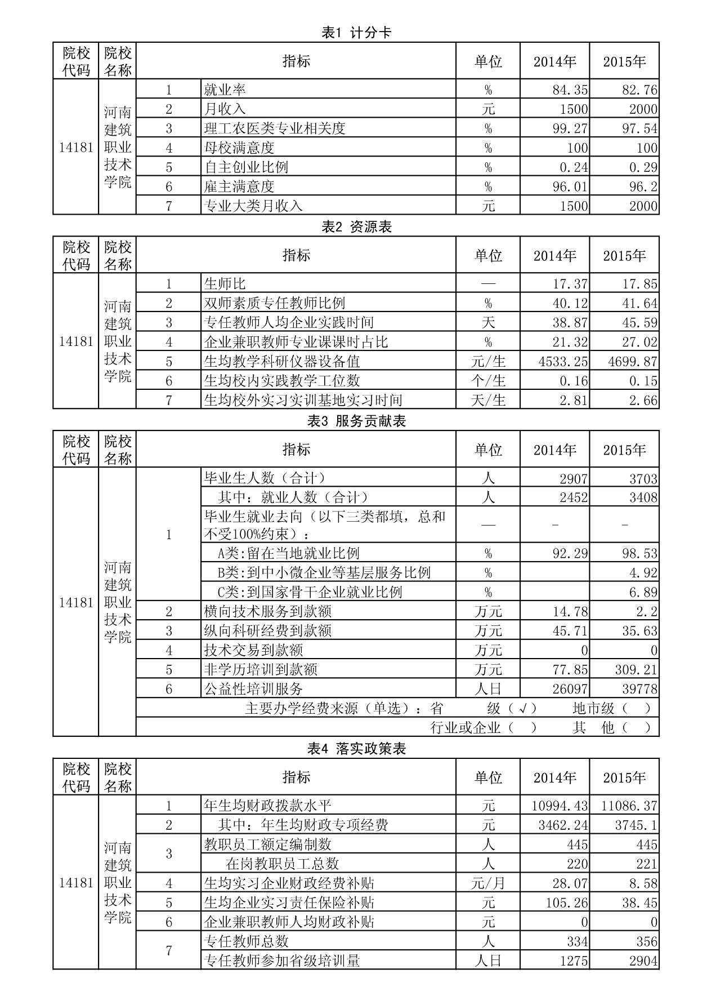 表1 计分卡
院校代码 院校名称 指标 单位 2014年 2015年
14181 河南建筑职业技术学院
1 就业率 % 84.35 82.76
2 月收入 元 1500 2000
3 理工农医类专业相关度 % 99.27 97.54
4 母校满意度 % 100 100
5 自主创业比例 % 0.24 0.29
6 雇主满意度 % 96.01 96.2
7 专业大类月收入 元 1500 2000
表2 资源表
院校代码 院校名称 指标 单位 2014年 2015年
14181 河南建筑职业技术学院
1 生师比 — 17.37 17.85
2 双师素质专任教师比例 % 40.12 41.64
3 专任教师人均企业实践时间 天 38.87 45.59
4 企业兼职教师专业课课时占比 % 21.32 27.02
5 生均教学科研仪器设备值 元/生 4533.25 4699.87
6 生均校内实践教学工位数 个/生 0.16 0.15
7 生均校外实习实训基地实习时间 天/生 2.81 2.66
表3 服务贡献表
院校代码 院校名称 指标 单位 2014年 2015年
14181 河南建筑职业技术学院
1 毕业生人数（合计） 人 2907 3703
其中：就业人数（合计） 人 2452 3408
毕业生就业去向（以下三类都填，总和
不受100%约束）： — - -
A类:留在当地就业比例 % 92.29 98.53
B类:到中小微企业等基层服务比例 % 4.92
C类:到国家骨干企业就业比例 % 6.89
2 横向技术服务到款额 万元 14.78 2.2
3 纵向科研经费到款额 万元 45.71 35.63
4 技术交易到款额 万元 0 0
5 非学历培训到款额 万元 77.85 309.21
6 公益性培训服务 人日 26097 39778
主要办学经费来源（单选）：省 级（√） 地市级（ ）
行业或企业（ ） 其 他（ ）
表4 落实政策表
院校代码 院校名称 指标 单位 2014年 2015年
14181 河南建筑职业技术学院
1 年生均财政拨款水平 元 10994.43 11086.37
2 其中：年生均财政专项经费 元 3462.24 3745.1
3 教职员工额定编制数 人 445 445
在岗教职员工总数 人 220 221
4 生均实习企业财政经费补贴 元/月 28.07 8.58
5 生均企业实习责任保险补贴 元 105.26 38.45
6 企业兼职教师人均财政补贴 元 0 0
7 专任教师总数 人 334 356
专任教师参加省级培训量 人日 1275 2904